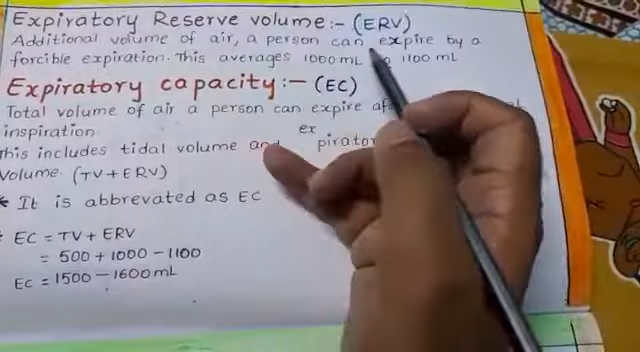 Expiratory Reserve volume:- (ERV)
Additional volume of air, a person can expire by a
forcible expiration. This averages 1000mL 1100 mL
Expiratory capacity:- (EC)
Total volume of air a person can expire
inspiration
This includes tidal volume and expirator
volume (TV+ERV)
* It is abbrevated as EC
* EC = TV + ERV
= 500 + 1000 - 1100
EC = 1500 - 1600mL